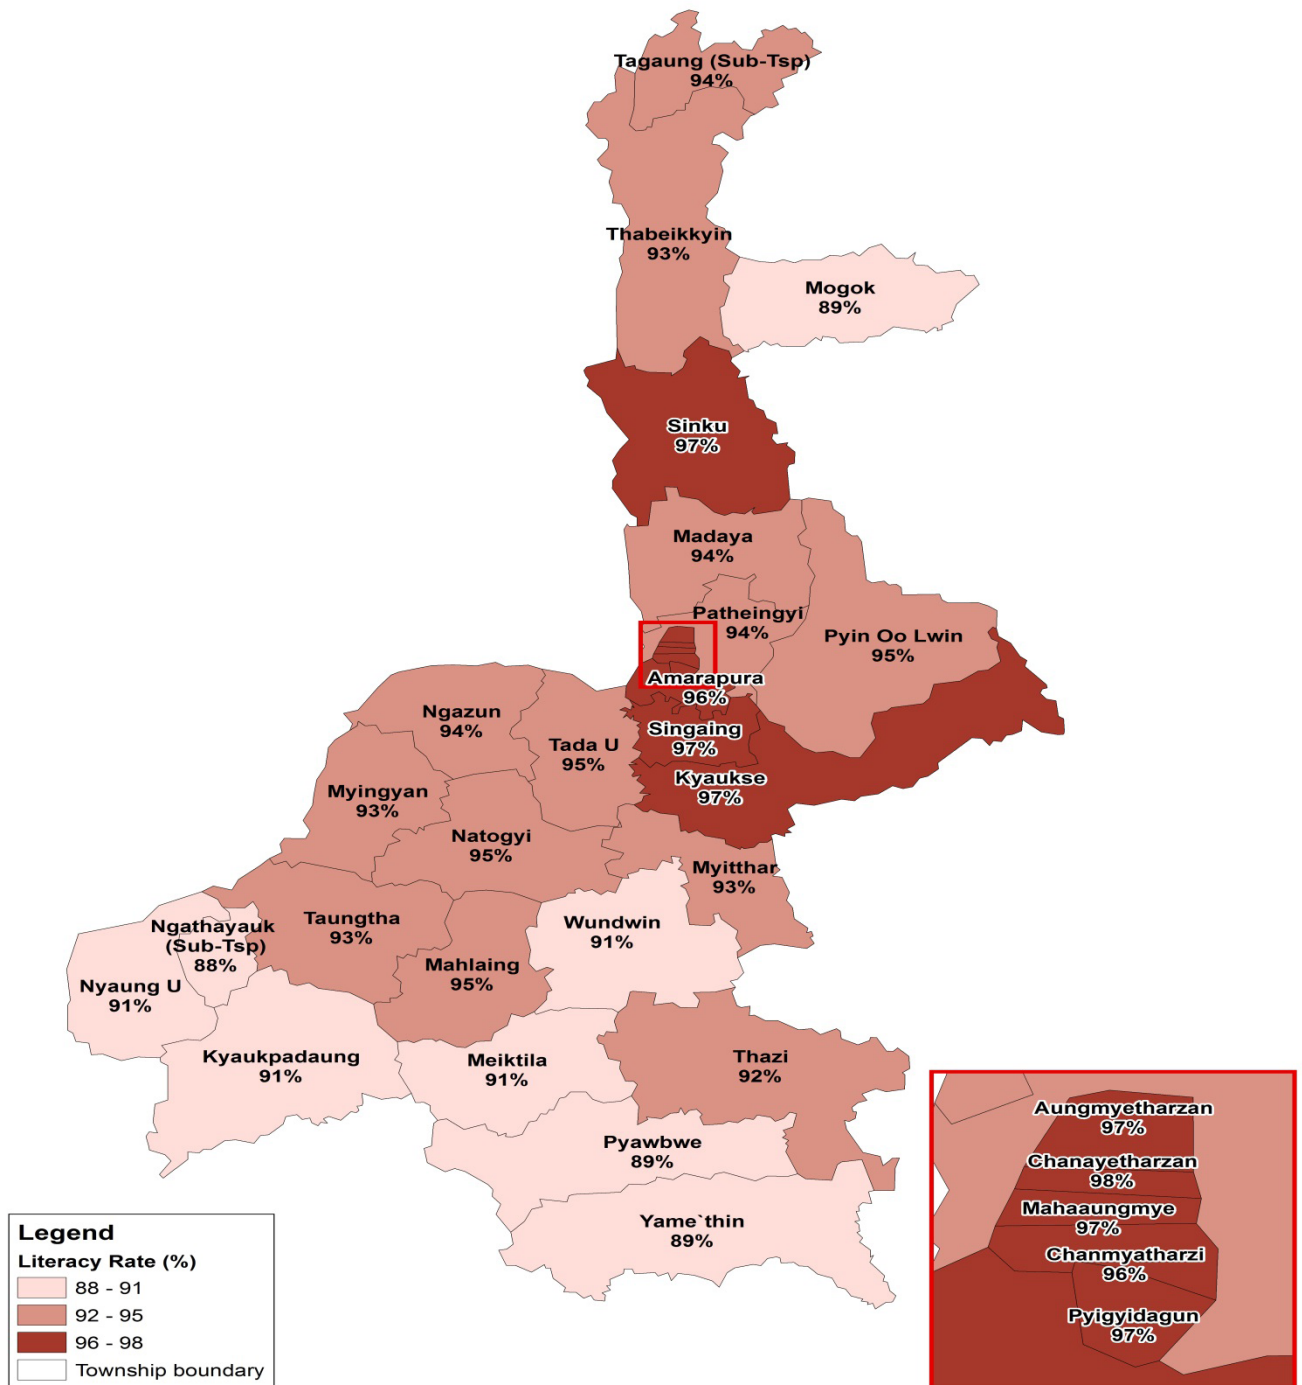 Tagaung (Sub-Tsp)
94%
Thabeikkyin
93%
Mogok
89%
Sinku
97%
Madaya
94%
Patheingyi
94%
Pyin Oo Lwin
95%
Amarapura
96%
Ngazun
94%
Singaing
97%
Tada U
95%
Kyaukse
97%
Myingyan
93%
Natogyi
95%
Myitthar
93%
Taungtha
93%
Wundwin
91%
Ngathayauk
(Sub-Tsp)
88%
Mahlaing
95%
Nyaung U
91%
Kyaukpadaung
91%
Meiktila
91%
Thazi
92%
Pyawbwe
89%
Yame`thin
89%
Aungmyetharzan
97%
Chanayetharzan
98%
Mahaaungmye
97%
Chanmyatharzi
96%
Pyigyidagun
97%
Legend
Literacy Rate (%)
88 - 91
92 - 95
96 - 98
Township boundary